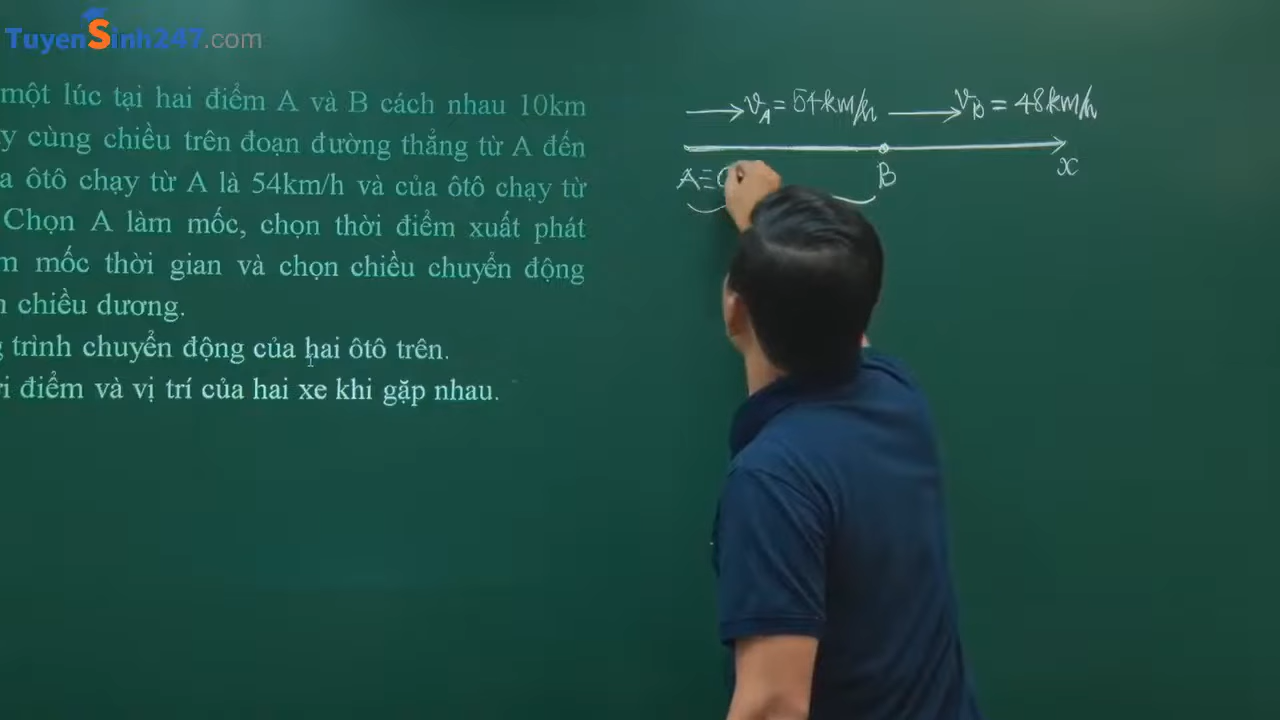 TuyenSinh247.com
một lúc tại hai điểm A và B cách nhau 10km
y cùng chiều trên đoạn đường thẳng từ A đến
a ôtô chạy từ A là 54km/h và của ôtô chạy từ
Chọn A làm mốc, chọn thời điểm xuất phát
m mốc thời gian và chọn chiều chuyển động
chiều dương.
trình chuyển động của hai ôtô trên.
i điểm và vị trí của hai xe khi gặp nhau.
v_A = 54km/h v_B = 48km/h
A≡O B x